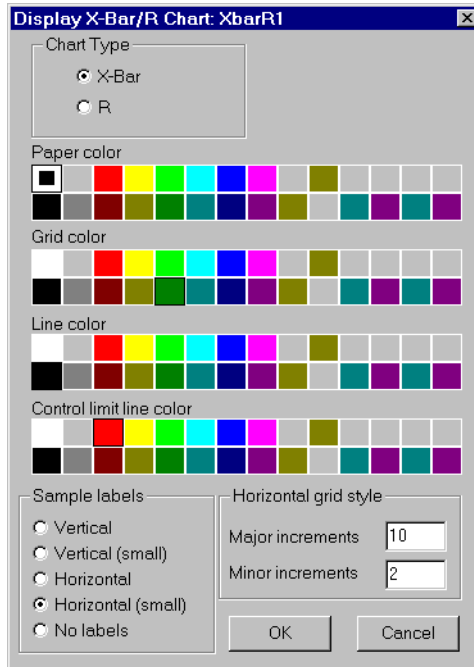 Display X-Bar/R Chart: XbarR1
Chart Type
X-Bar
R
Paper color
Grid color
Line color
Control limit line color
Sample labels
Vertical
Vertical (small)
Horizontal
Horizontal (small)
No labels
Horizontal grid style
Major increments 10
Minor increments 2
OK
Cancel